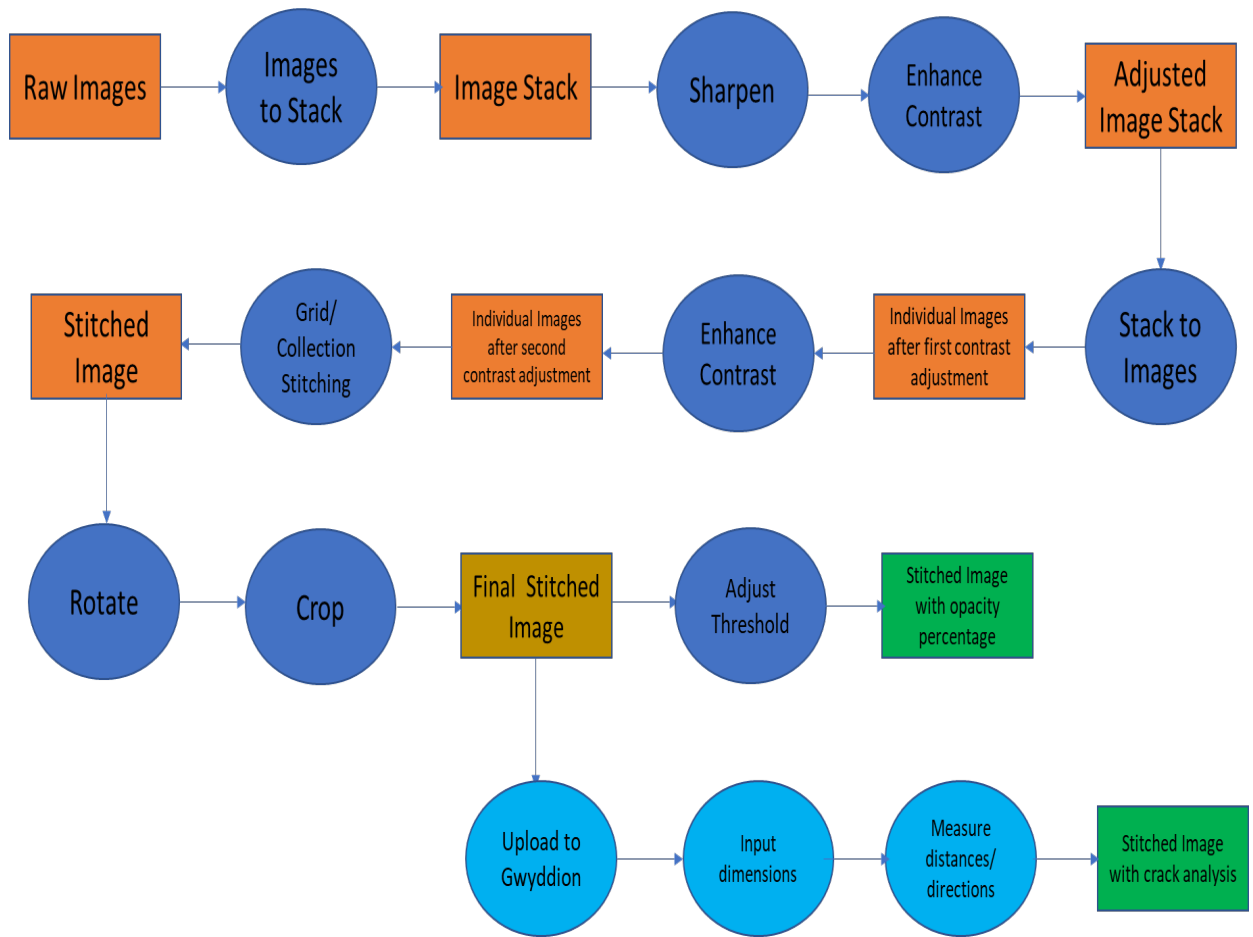 Raw Images
Images
to Stack
Image Stack
Sharpen
Enhance
Contrast
Adjusted
Image Stack
Stitched
Image
Grid/
Collection
Stitching
Individual Images
after second
contrast adjustment
Enhance
Contrast
Individual Images
after first contrast
adjustment
Stack to
Images
Rotate
Crop
Final Stitched
Image
Adjust
Threshold
Stitched Image
with opacity
percentage
Upload to
Gwyddion
Input
dimensions
Measure
distances/
directions
Stitched Image
with crack analysis